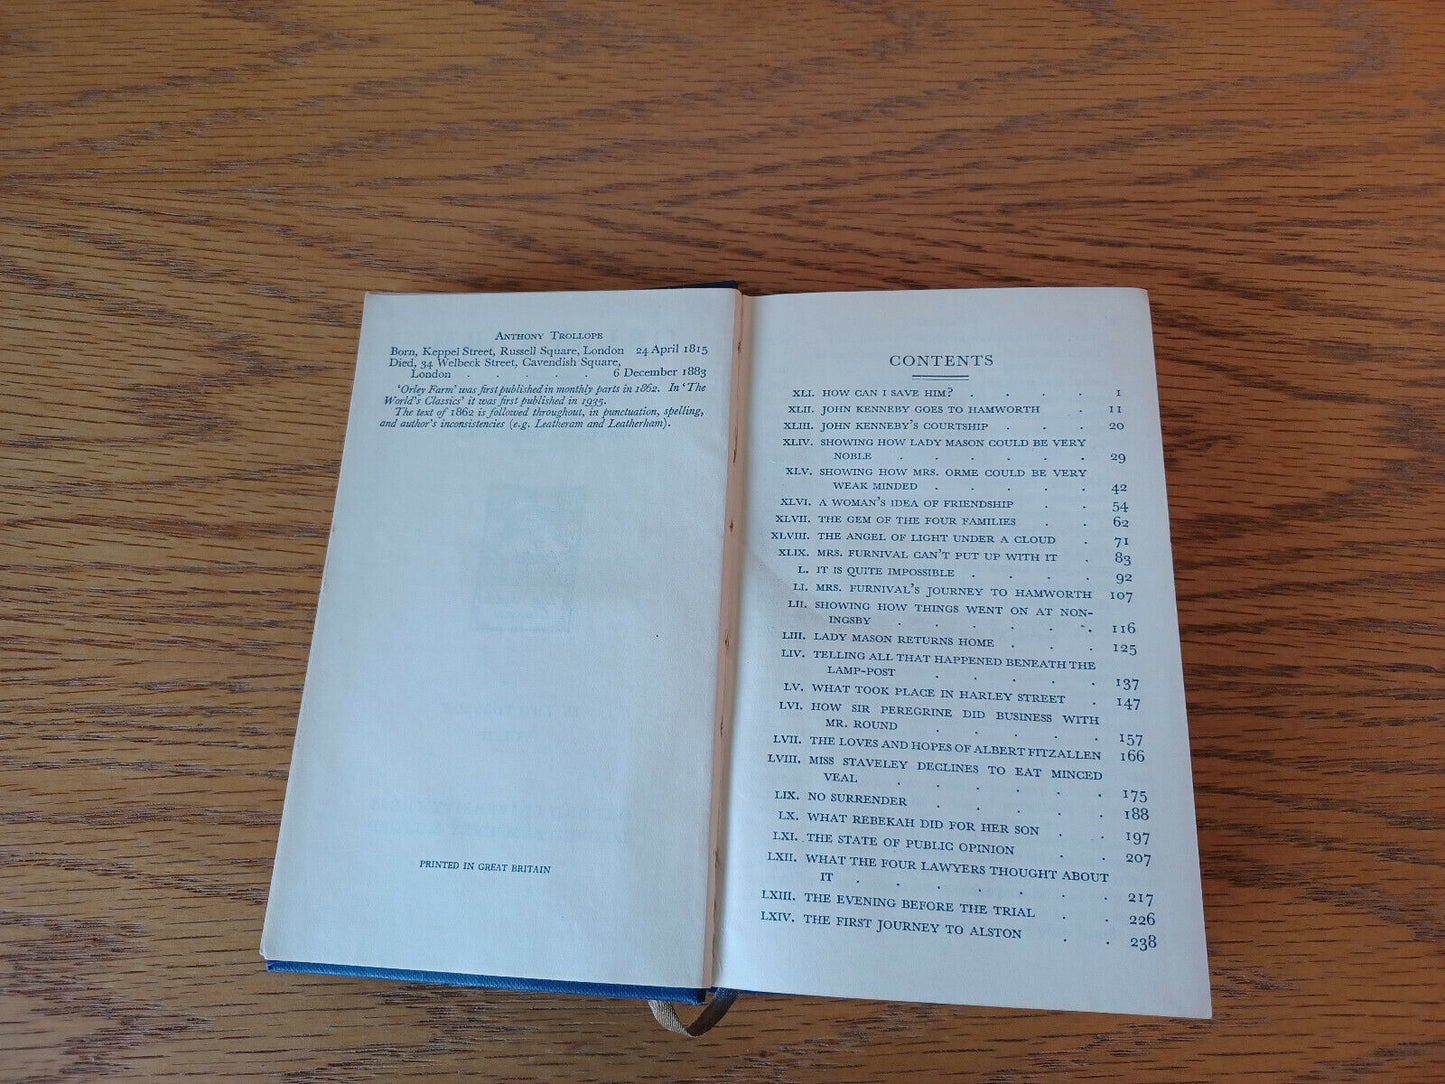 ANTHONY TROLLOPE
Born, Keppel Street, Russell Square, London 24 April 1815
Died, 34 Welbeck Street, Cavendish Square,
London . . . . . 6 December 1883
'Orley Farm' was first published in monthly parts in 1862. In 'The
World's Classics' it was first published in 1935.
The text of 1862 is followed throughout, in punctuation, spelling,
and author's inconsistencies (e.g. Leatheram and Leatherham).
PRINTED IN GREAT BRITAIN
CONTENTS
XLI. HOW CAN I SAVE HIM? . . . . 1
XLII. JOHN KENNEBY GOES TO HAMWORTH . 11
XLIII. JOHN KENNEBY'S COURTSHIP . . . 20
XLIV. SHOWING HOW LADY MASON COULD BE VERY
NOBLE . . . . . . 29
XLV. SHOWING HOW MRS. ORME COULD BE VERY
WEAK MINDED . . . . . 42
XLVI. A WOMAN'S IDEA OF FRIENDSHIP . . 54
XLVII. THE GEM OF THE FOUR FAMILIES . . 62
XLVIII. THE ANGEL OF LIGHT UNDER A CLOUD . 71
XLIX. MRS. FURNIVAL CAN'T PUT UP WITH IT . 83
L. IT IS QUITE IMPOSSIBLE . . . . 92
LI. MRS. FURNIVAL'S JOURNEY TO HAMWORTH 107
LII. SHOWING HOW THINGS WENT ON AT NON-
INGSBY . . . . . . 116
LIII. LADY MASON RETURNS HOME . . . 125
LIV. TELLING ALL THAT HAPPENED BENEATH THE
LAMP-POST . . . . . 137
LV. WHAT TOOK PLACE IN HARLEY STREET . 147
LVI. HOW SIR PEREGRINE DID BUSINESS WITH
MR. ROUND . . . . . 157
LVII. THE LOVES AND HOPES OF ALBERT FITZALLEN 166
LVIII. MISS STAVELEY DECLINES TO EAT MINCED
VEAL . . . . . . 175
LIX. NO SURRENDER . . . . . 188
LX. WHAT REBEKAH DID FOR HER SON . . 197
LXI. THE STATE OF PUBLIC OPINION . . 207
LXII. WHAT THE FOUR LAWYERS THOUGHT ABOUT
IT . . . . . . . 217
LXIII. THE EVENING BEFORE THE TRIAL . . 226
LXIV. THE FIRST JOURNEY TO ALSTON . . 238